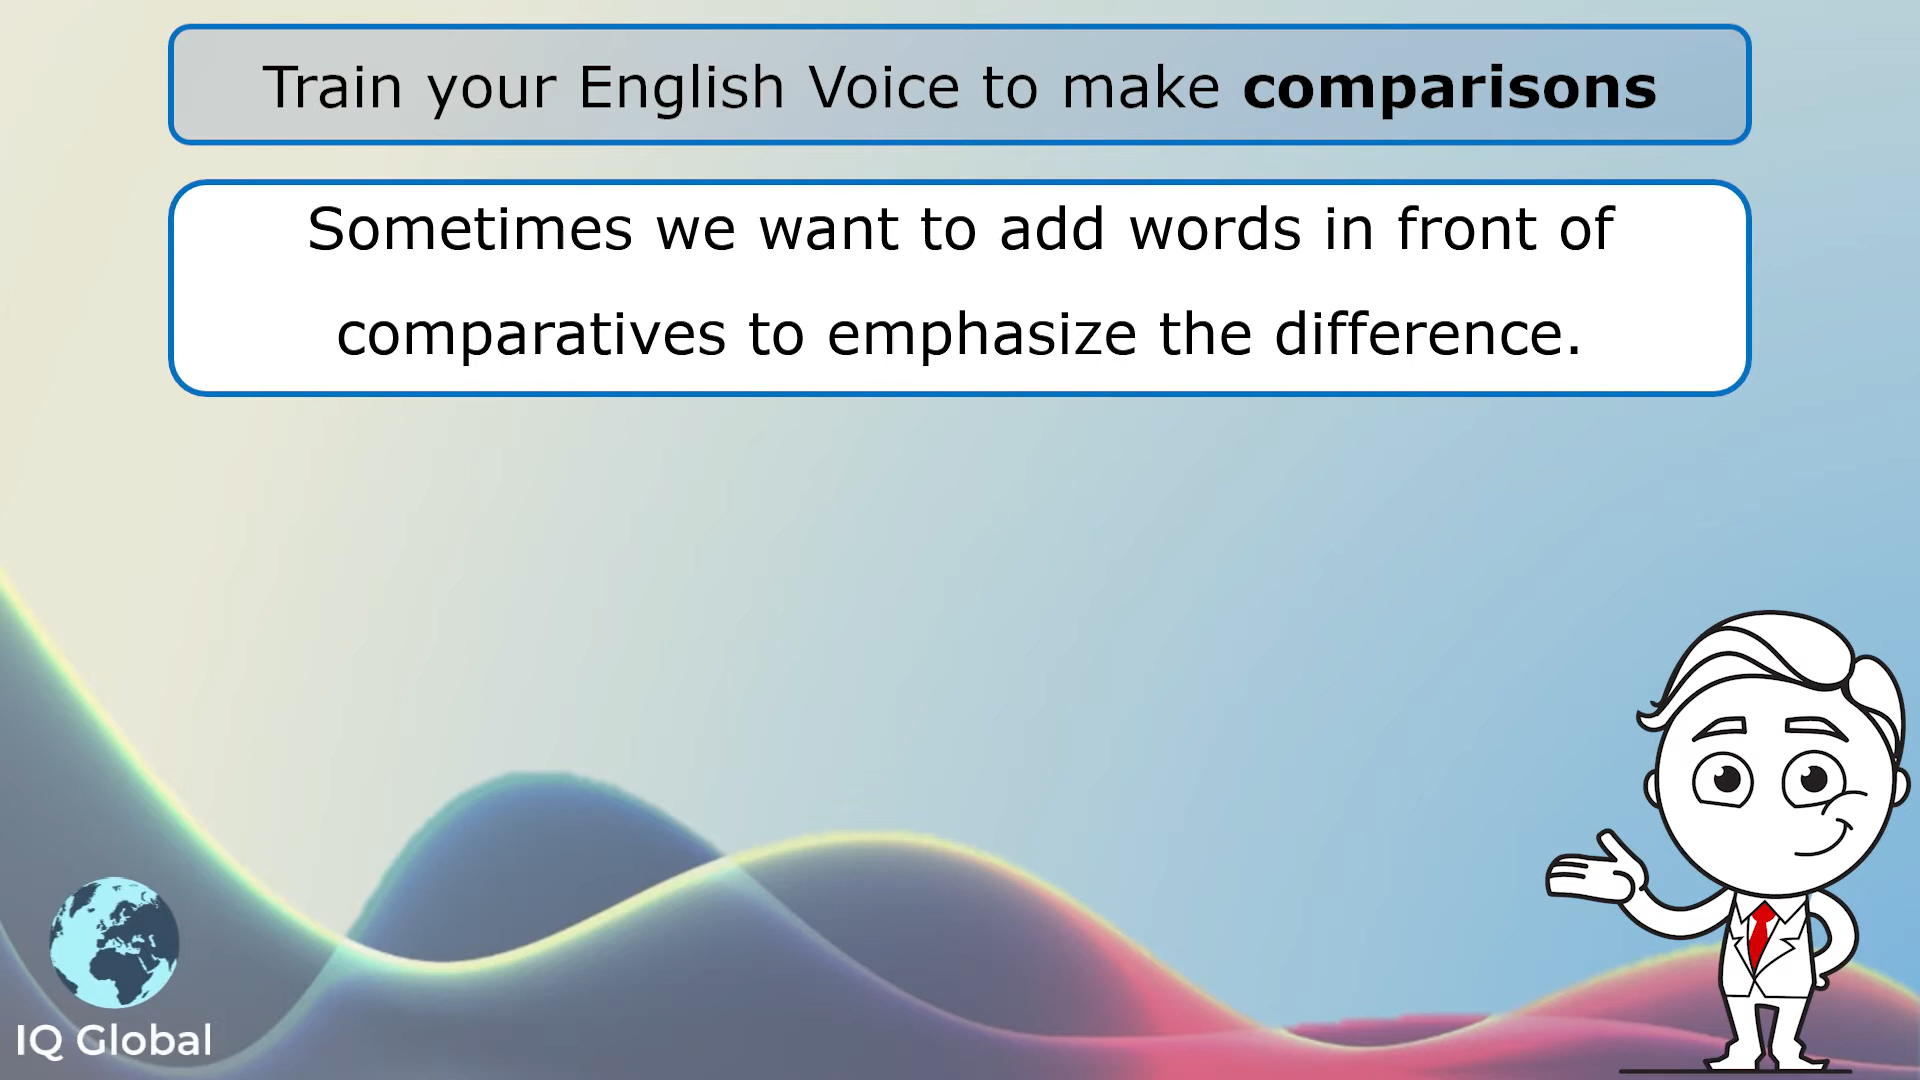 Train your English Voice to make comparisons
Sometimes we want to add words in front of
comparatives to emphasize the difference.
IQ Global